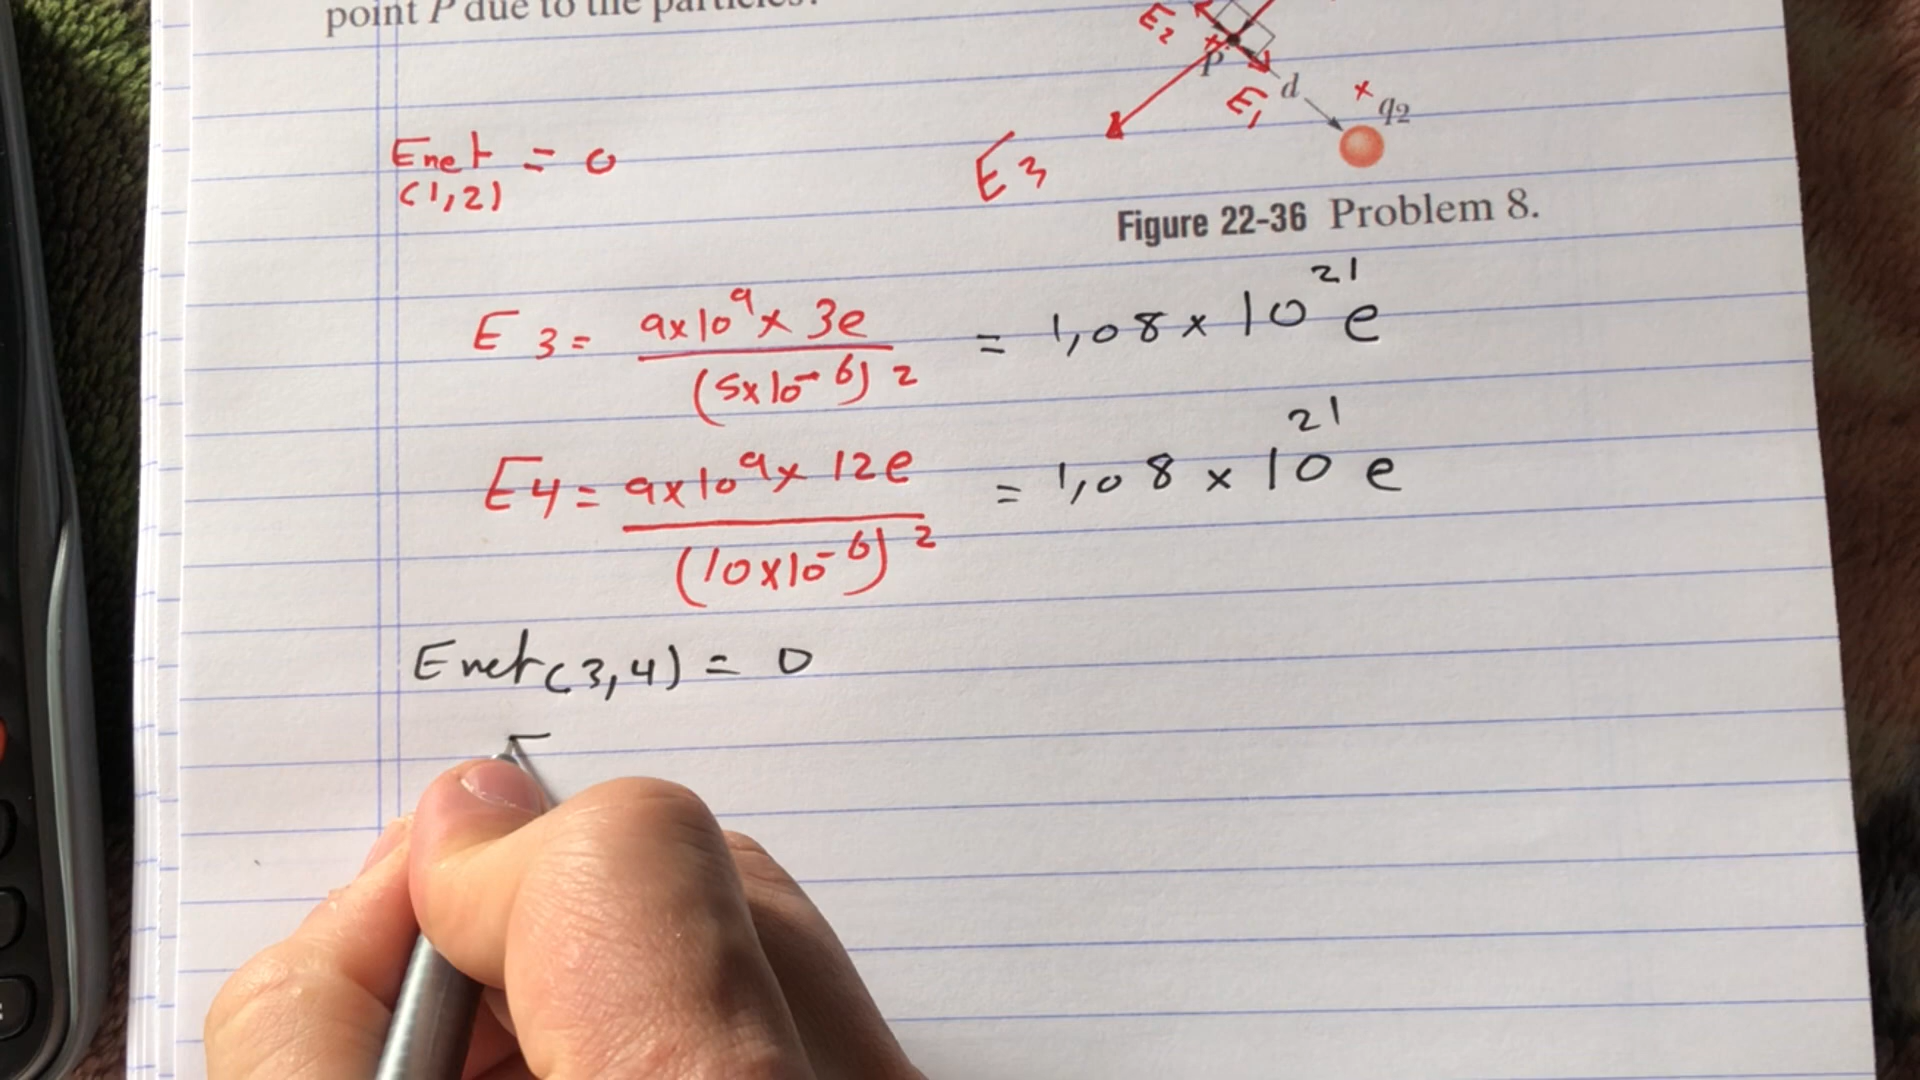 point P due to the particles?
E2
P
d
E1
× q2
E3
Enet = 0
(1,2)
Figure 22-36 Problem 8.
E3 = 9x10^9 x 3e / (5x10^-6)^2 = 1,08 x 10^21 e
E4 = 9x10^9 x 12e / (10x10^-6)^2 = 1,08 x 10^21 e
Enet(3,4) = 0